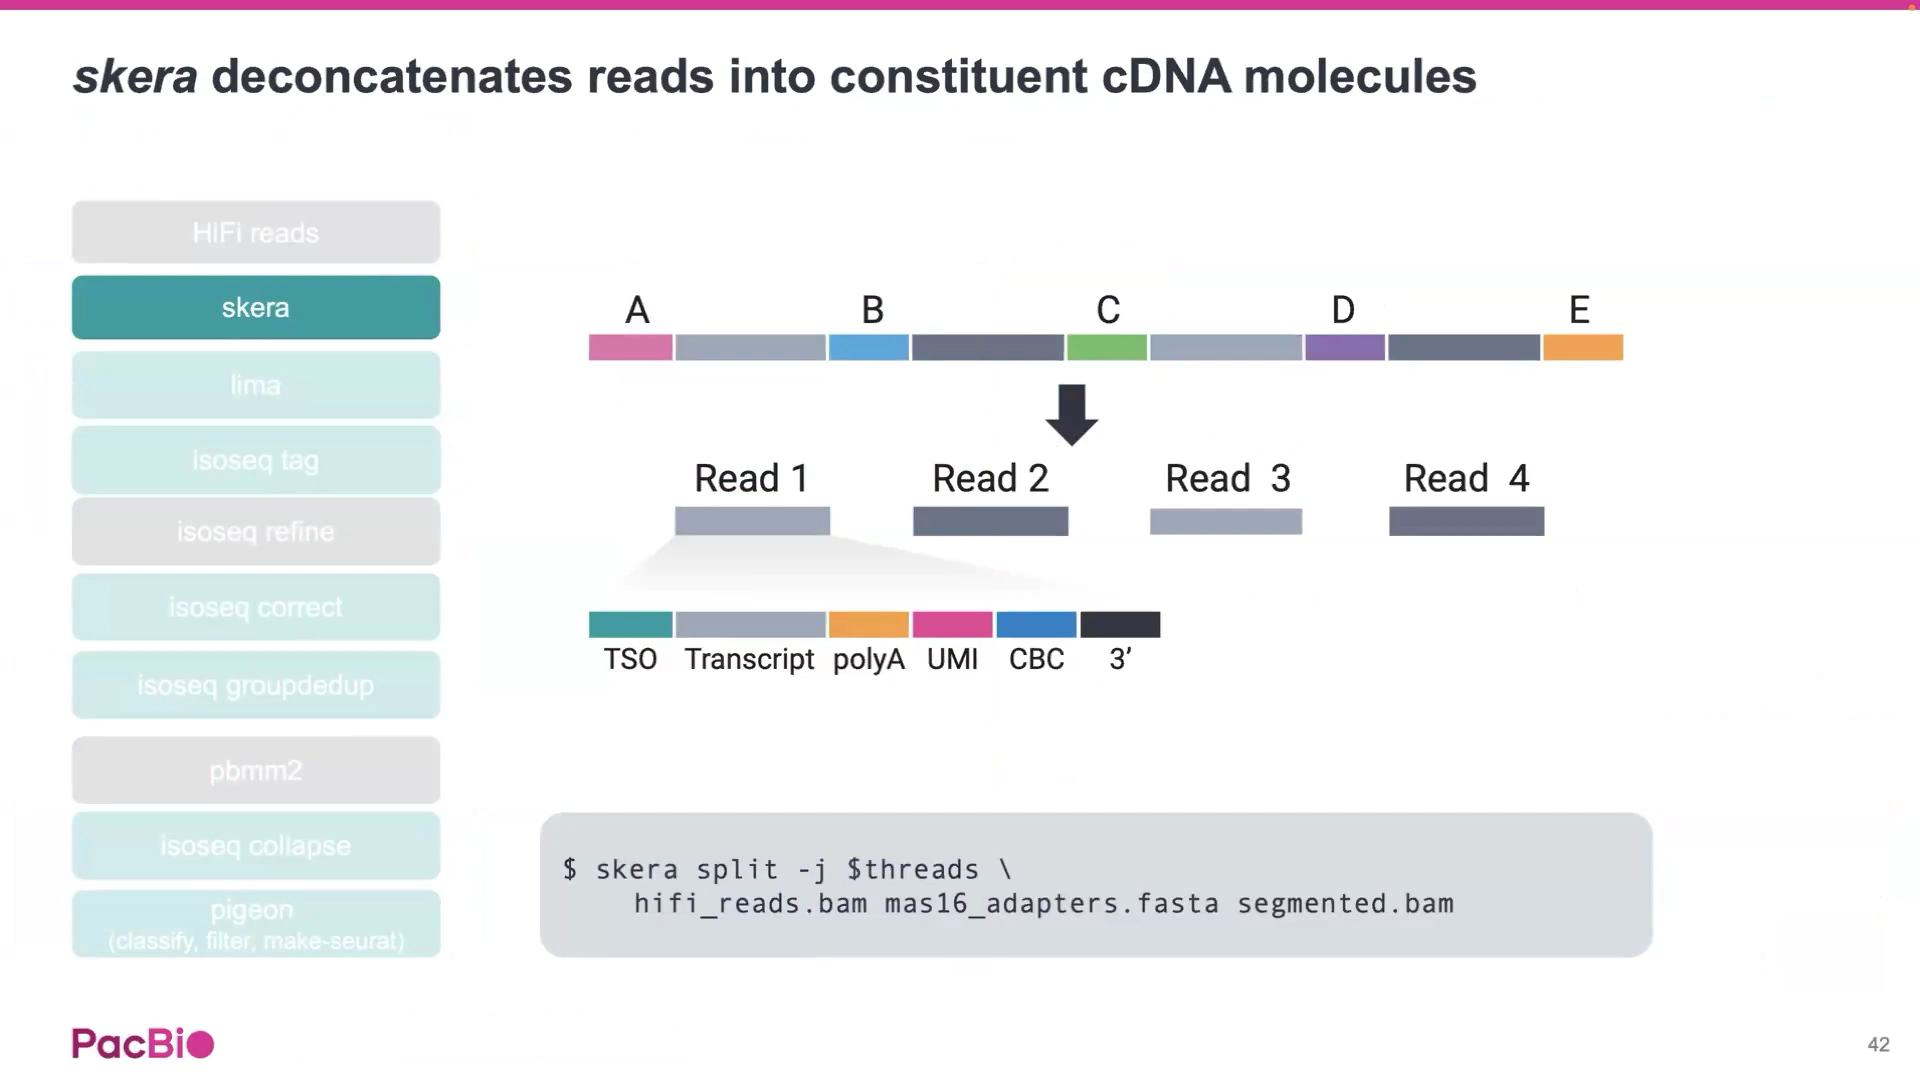 skera deconcatenates reads into constituent cDNA molecules
HiFi reads
skera
lima
isoseq tag
isoseq refine
isoseq correct
isoseq groupdedup
pbmm2
isoseq collapse
pigeon
(classify, filter, make-seurat)
A B C D E
Read 1 Read 2 Read 3 Read 4
TSO Transcript polyA UMI CBC 3’
$ skera split -j $threads \
hifi_reads.bam mas16_adapters.fasta segmented.bam
PacBio
42